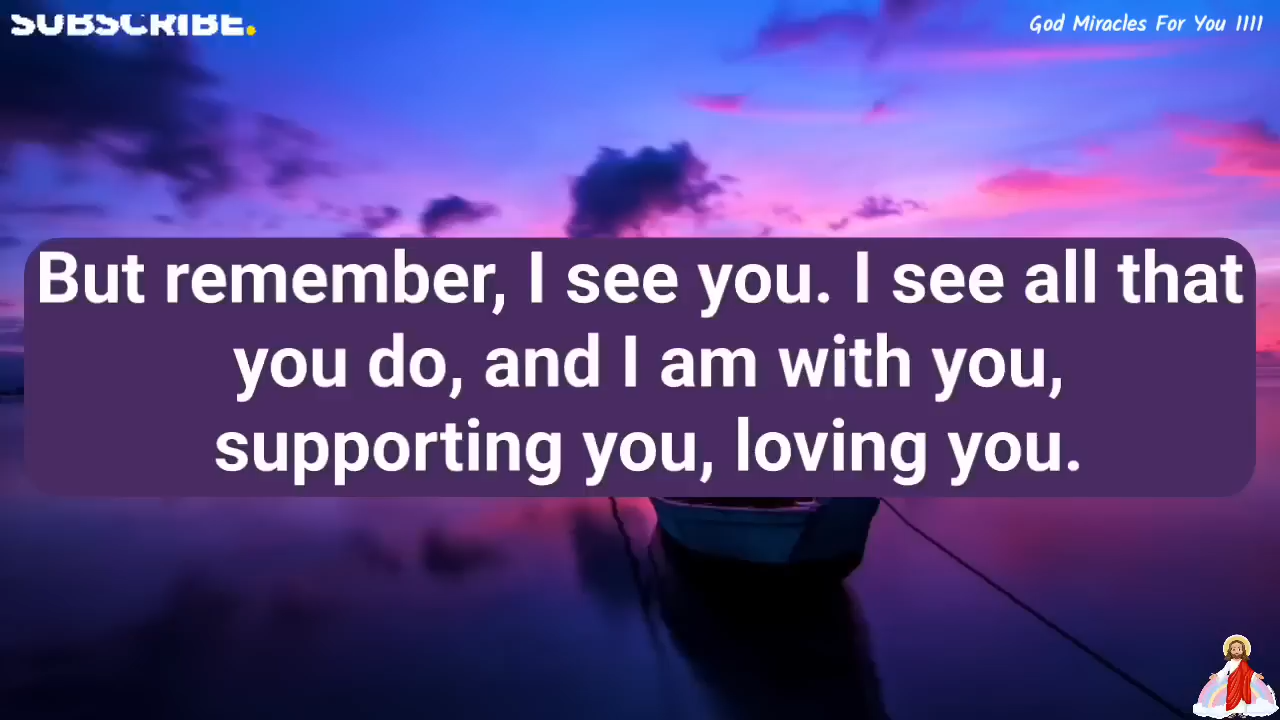 SUBSCRIBE.
God Miracles For You 1111
But remember, I see you. I see all that
you do, and I am with you,
supporting you, loving you.